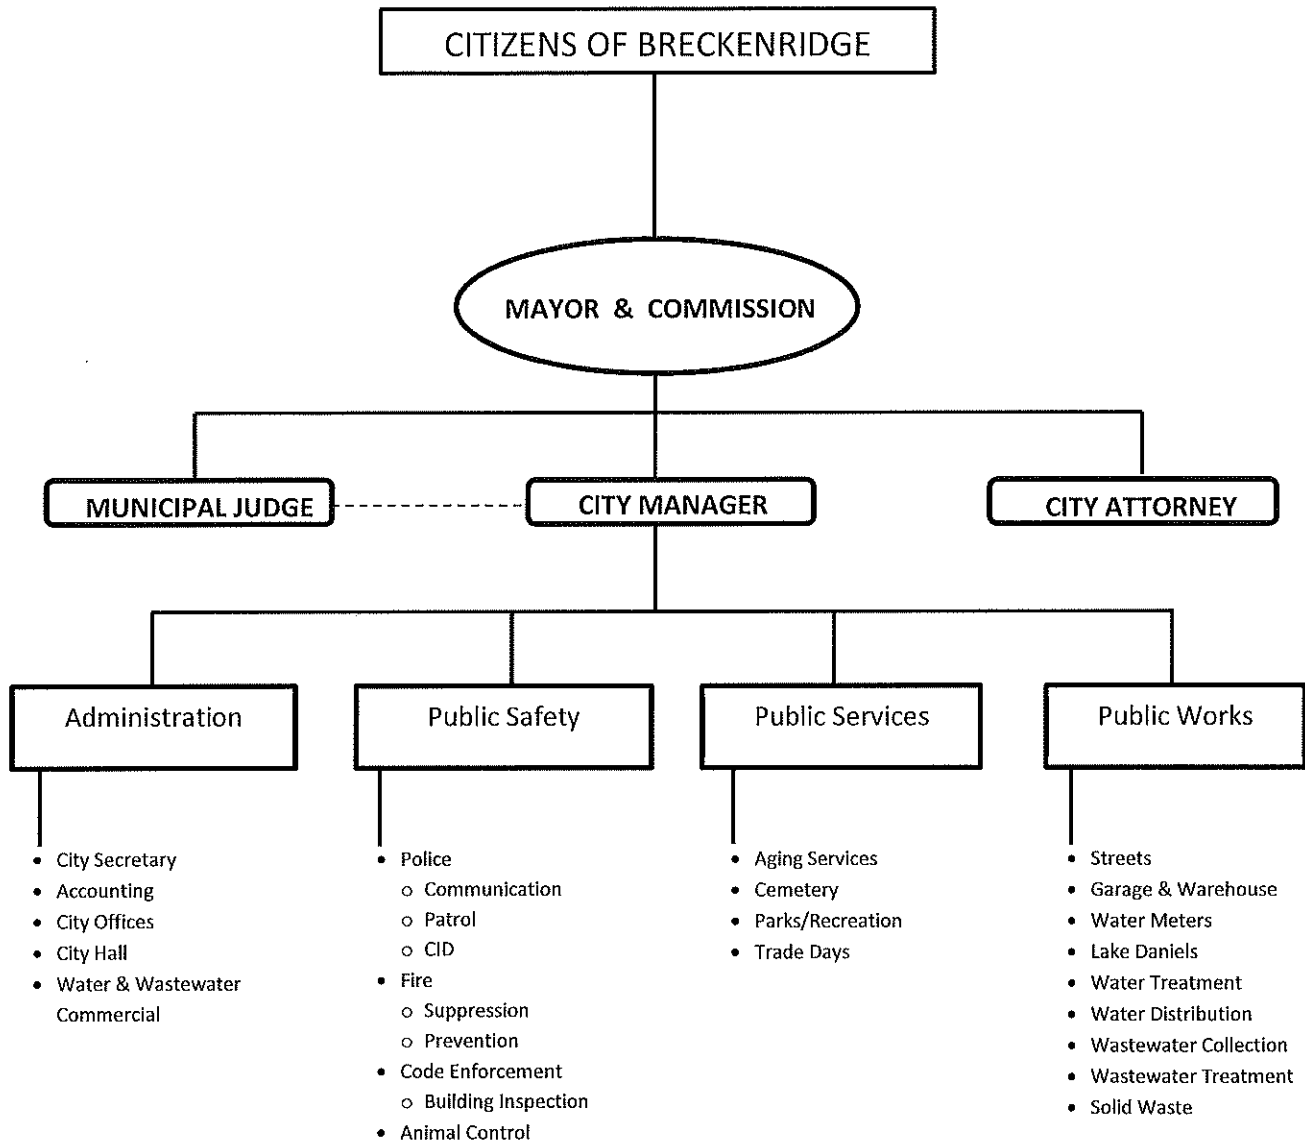 CITIZENS OF BRECKENRIDGE
MAYOR & COMMISSION
MUNICIPAL JUDGE
CITY MANAGER
CITY ATTORNEY
Administration
Public Safety
Public Services
Public Works
• City Secretary
• Accounting
• City Offices
• City Hall
• Water & Wastewater
Commercial
• Police
o Communication
o Patrol
o CID
• Fire
o Suppression
o Prevention
• Code Enforcement
o Building Inspection
• Animal Control
• Aging Services
• Cemetery
• Parks/Recreation
• Trade Days
• Streets
• Garage & Warehouse
• Water Meters
• Lake Daniels
• Water Treatment
• Water Distribution
• Wastewater Collection
• Wastewater Treatment
• Solid Waste